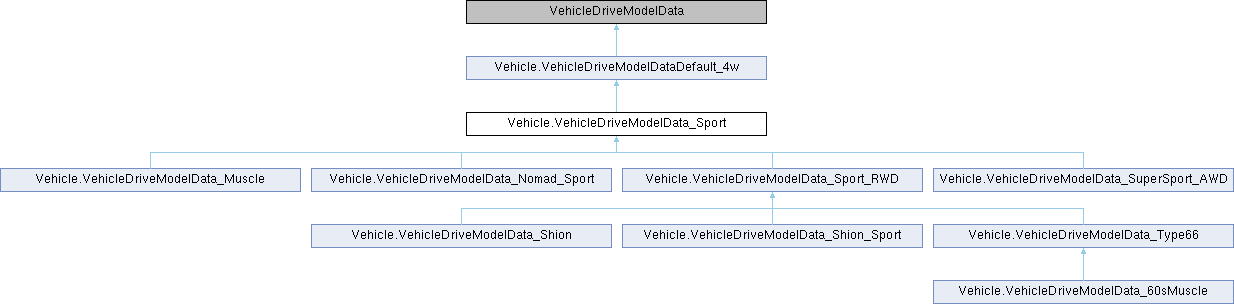 VehicleDriveModelData
Vehicle.VehicleDriveModelDataDefault_4w
Vehicle.VehicleDriveModelData_Sport
Vehicle.VehicleDriveModelData_Muscle
Vehicle.VehicleDriveModelData_Nomad_Sport
Vehicle.VehicleDriveModelData_Sport_RWD
Vehicle.VehicleDriveModelData_SuperSport_AWD
Vehicle.VehicleDriveModelData_Shion
Vehicle.VehicleDriveModelData_Shion_Sport
Vehicle.VehicleDriveModelData_Type66
Vehicle.VehicleDriveModelData_60sMuscle